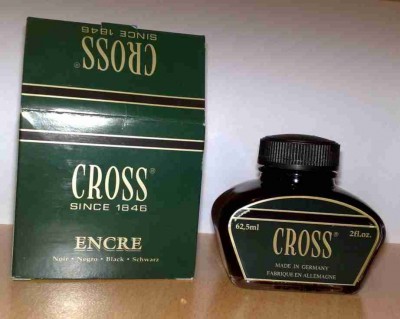 SINCE 1846
CROSS
CROSS®
SINCE 1846
ENCRE
Noir • Negro • Black • Schwarz
62,5ml
2fl.oz.
CROSS®
MADE IN GERMANY
FABRIQUE EN ALLEMAGNE